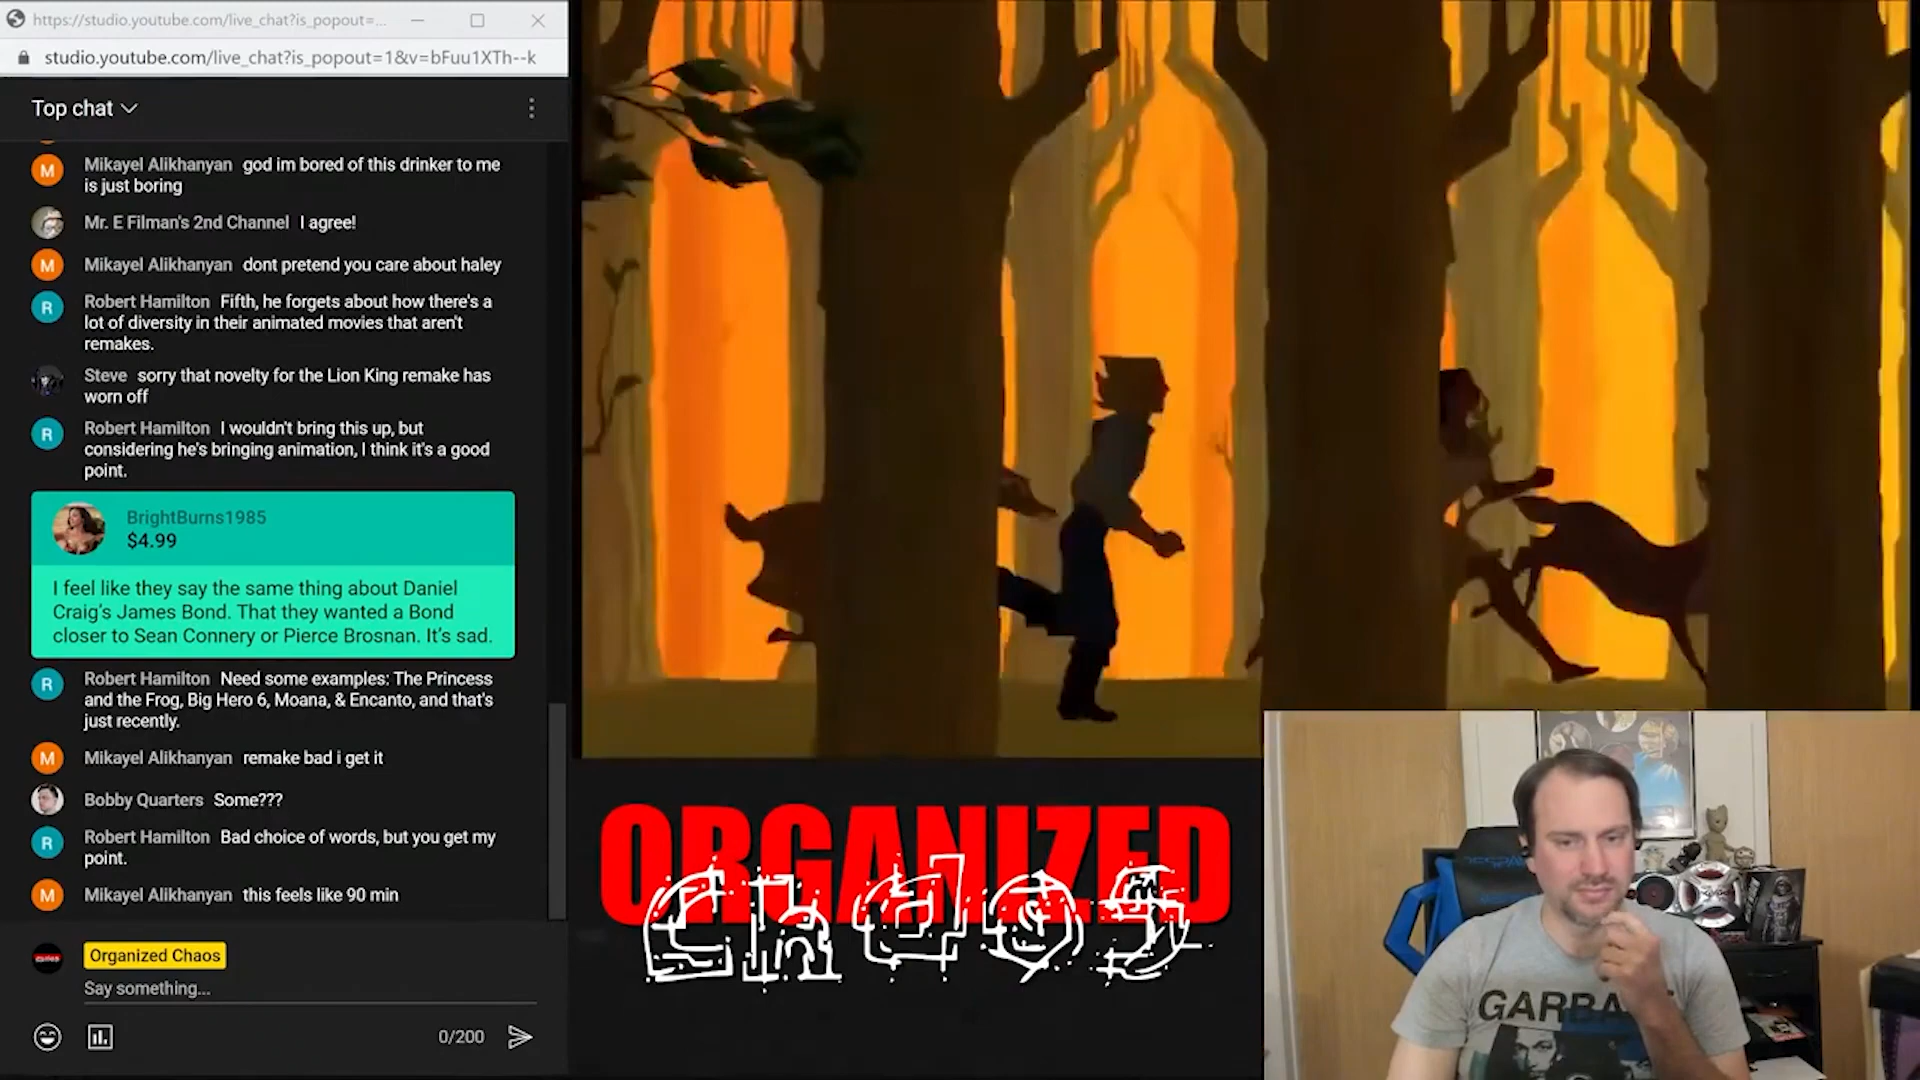 https://studio.youtube.com/live_chat?is_popout=...
studio.youtube.com/live_chat?is_popout=1&v=bFuu1XTh--k
Top chat
Mikayel Alikhanyan god im bored of this drinker to me
is just boring
Mr. E Filman's 2nd Channel I agree!
Mikayel Alikhanyan dont pretend you care about haley
Robert Hamilton Fifth, he forgets about how there's a
lot of diversity in their animated movies that aren't
remakes.
Steve sorry that novelty for the Lion King remake has
worn off
Robert Hamilton I wouldn't bring this up, but
considering he's bringing animation, I think it's a good
point.
BrightBurns1985
$4.99
I feel like they say the same thing about Daniel
Craig's James Bond. That they wanted a Bond
closer to Sean Connery or Pierce Brosnan. It's sad.
Robert Hamilton Need some examples: The Princess
and the Frog, Big Hero 6, Moana, & Encanto, and that's
just recently.
Mikayel Alikhanyan remake bad i get it
Bobby Quarters Some???
Robert Hamilton Bad choice of words, but you get my
point.
Mikayel Alikhanyan this feels like 90 min
Organized Chaos
Say something...
0/200
M
M
R
R
R
M
R
M
ORGANIZED
chaos
GARBA